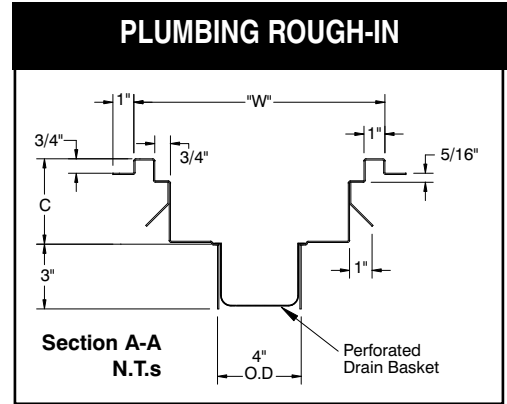 PLUMBING ROUGH-IN
1" "W"
1"
3/4"
3/4"
5/16"
C
3"
1"
Section A-A
N.T.s
4"
O.D
Perforated
Drain Basket